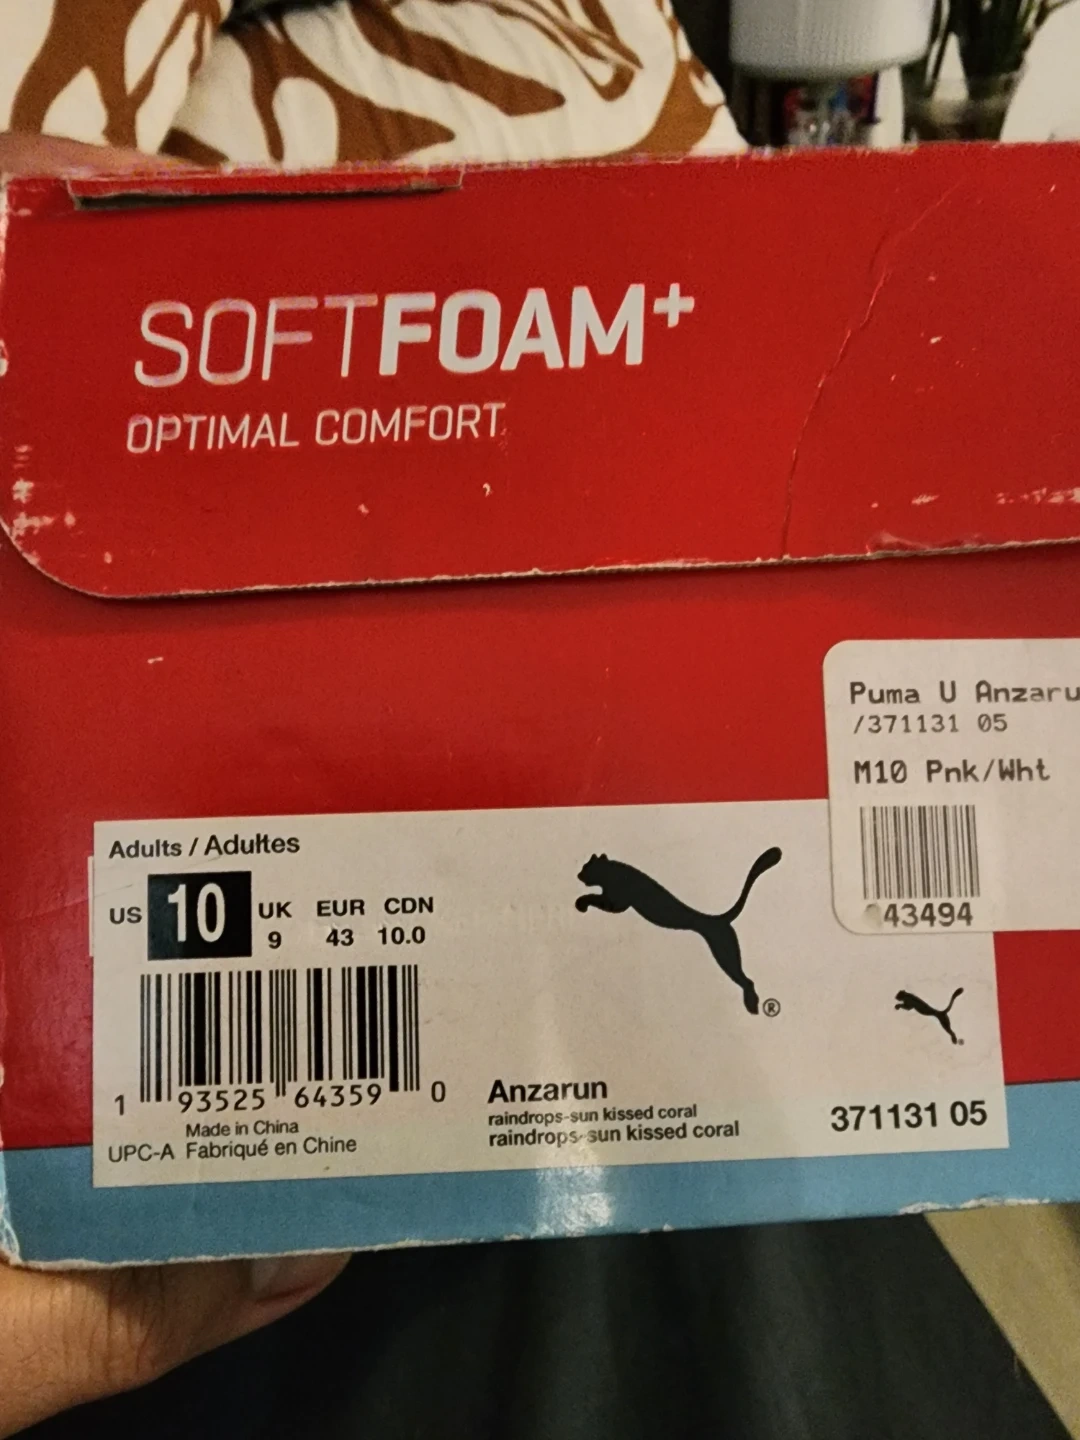 SOFTFOAM+
OPTIMAL COMFORT
Puma U Anzaru
/371131 05
M10 Pnk/Wht
43494
Adults / Adultes
US 10 UK EUR CDN
9 43 10.0
1 93525 64359 0
Made in China
UPC-A Fabriqué en Chine
®
Anzarun
raindrops-sun kissed coral
raindrops-sun kissed coral
371131 05